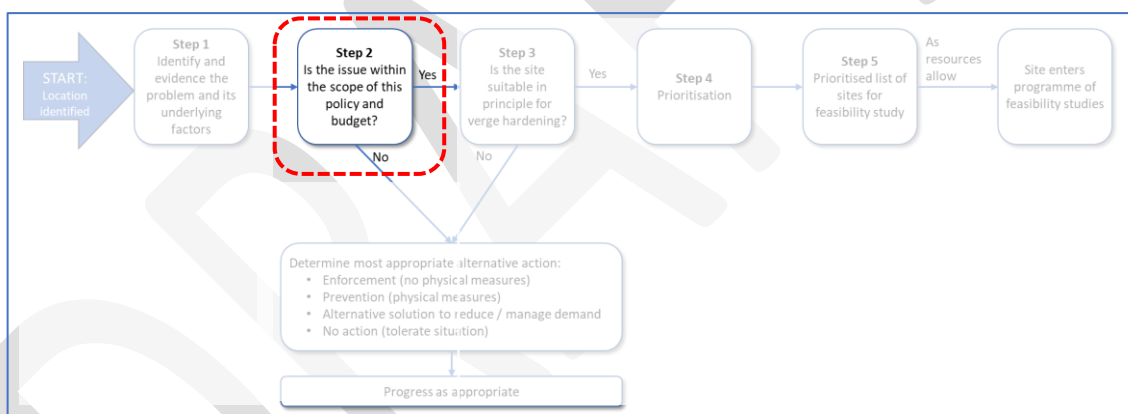 START:
Location
identified
Step 1
Identify and
evidence the
problem and its
underlying
factors
Step 2
Is the issue within
the scope of this
policy and
budget?
Yes
No
Step 3
Is the site
suitable in
principle for
verge hardening?
Yes
No
Step 4
Prioritisation
Step 5
Prioritised list of
sites for
feasibility study
As
resources
allow
Site enters
programme of
feasibility studies
Determine most appropriate alternative action:
• Enforcement (no physical measures)
• Prevention (physical measures)
• Alternative solution to reduce / manage demand
• No action (tolerate situation)
Progress as appropriate